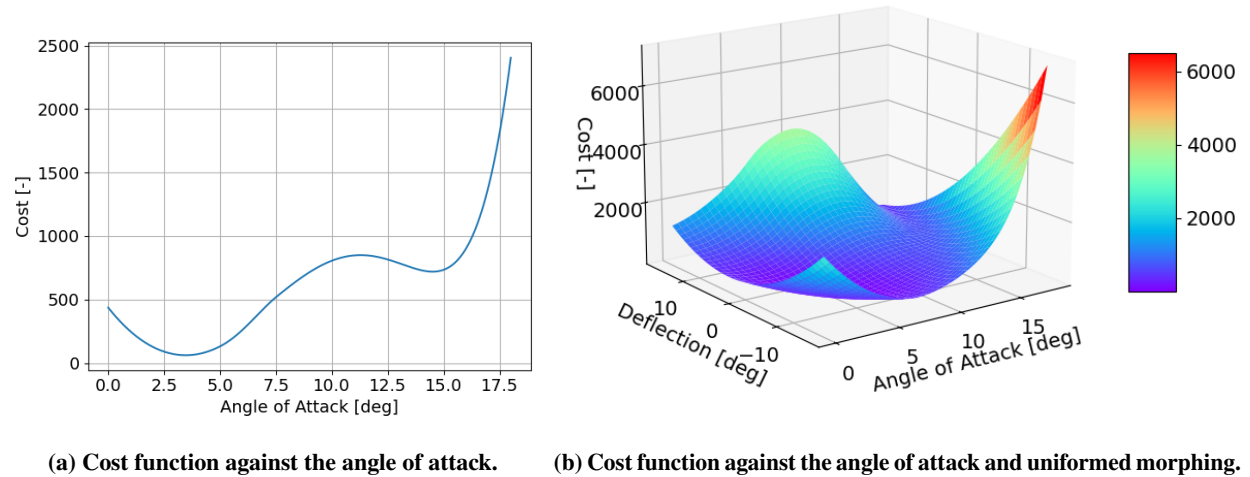 2500
2000
1500
1000
500
0
Cost [-]
0.0 2.5 5.0 7.5 10.0 12.5 15.0 17.5
Angle of Attack [deg]
6000
4000
2000
Cost
[-]
10
0
−10
Deflection [deg]
0
5
10
15
Angle of Attack [deg]
6000
4000
2000
(a) Cost function against the angle of attack.
(b) Cost function against the angle of attack and uniformed morphing.